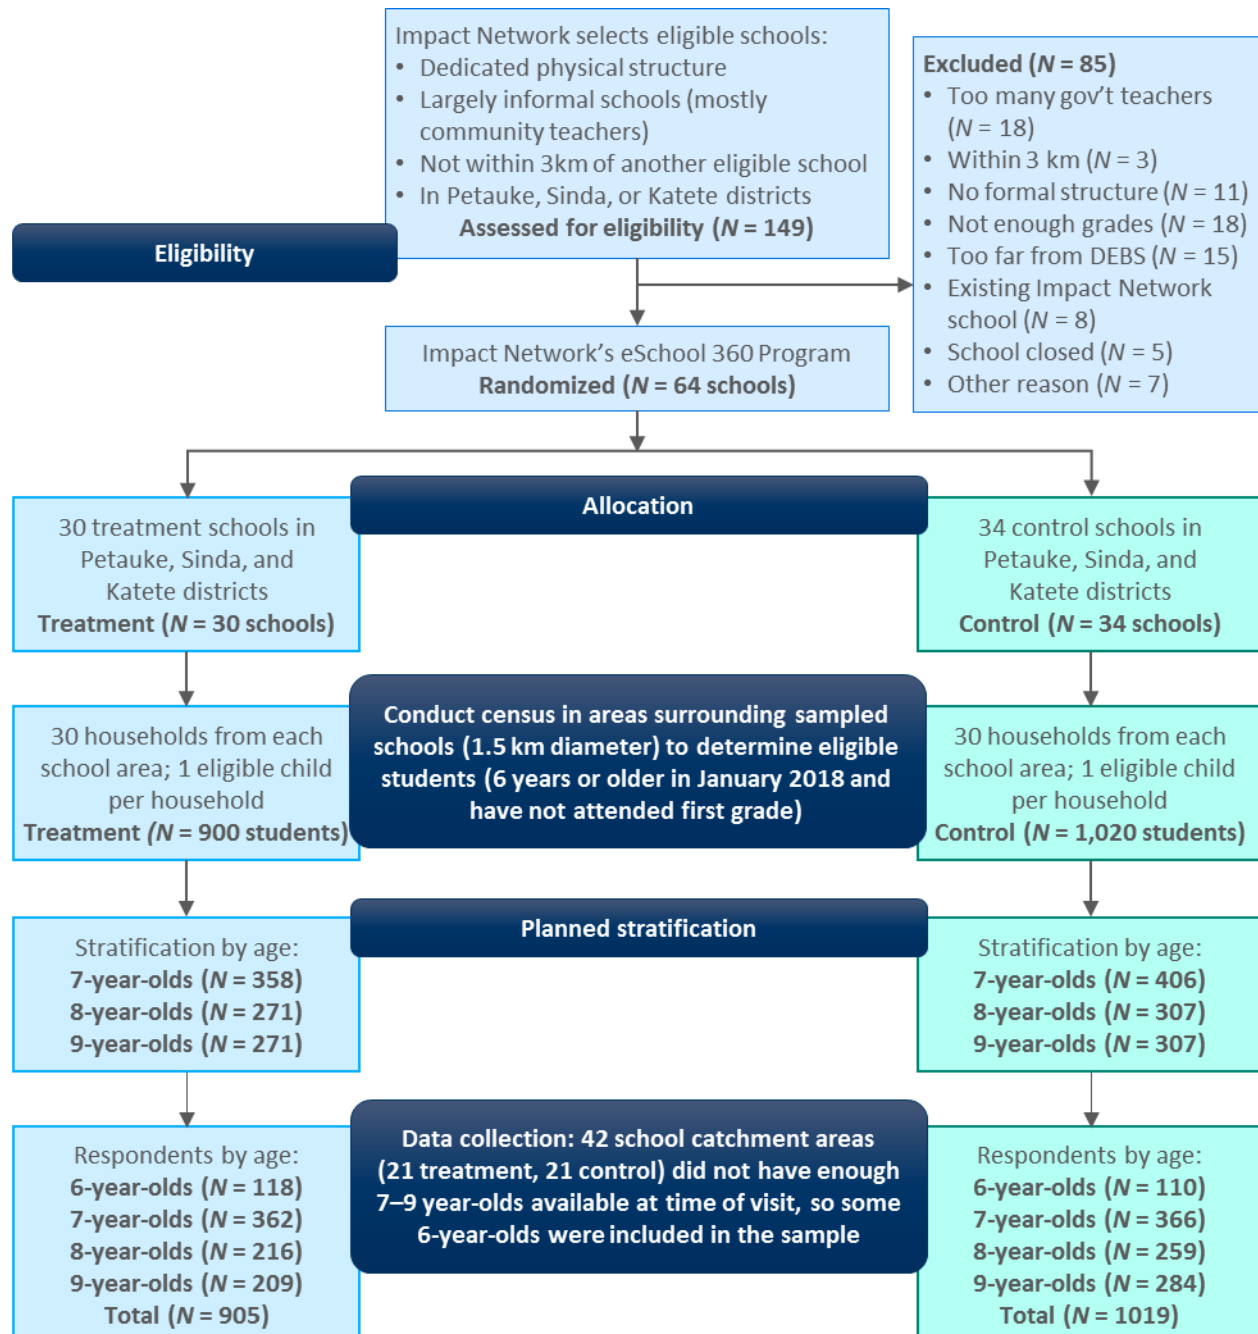 Impact Network selects eligible schools:
• Dedicated physical structure
• Largely informal schools (mostly
community teachers)
• Not within 3km of another eligible school
• In Petauke, Sinda, or Katete districts
Assessed for eligibility (N = 149)
Excluded (N = 85)
• Too many gov't teachers
(N = 18)
• Within 3 km (N = 3)
• No formal structure (N = 11)
• Not enough grades (N = 18)
• Too far from DEBS (N = 15)
• Existing Impact Network
school (N = 8)
• School closed (N = 5)
• Other reason (N = 7)
Eligibility
Impact Network's eSchool 360 Program
Randomized (N = 64 schools)
Allocation
30 treatment schools in
Petauke, Sinda, and
Katete districts
Treatment (N = 30 schools)
34 control schools in
Petauke, Sinda, and
Katete districts
Control (N = 34 schools)
Conduct census in areas surrounding sampled
schools (1.5 km diameter) to determine eligible
students (6 years or older in January 2018 and
have not attended first grade)
30 households from each
school area; 1 eligible child
per household
Treatment (N = 900 students)
30 households from each
school area; 1 eligible child
per household
Control (N = 1,020 students)
Planned stratification
Stratification by age:
7-year-olds (N = 358)
8-year-olds (N = 271)
9-year-olds (N = 271)
Stratification by age:
7-year-olds (N = 406)
8-year-olds (N = 307)
9-year-olds (N = 307)
Data collection: 42 school catchment areas
(21 treatment, 21 control) did not have enough
7–9 year-olds available at time of visit, so some
6-year-olds were included in the sample
Respondents by age:
6-year-olds (N = 118)
7-year-olds (N = 362)
8-year-olds (N = 216)
9-year-olds (N = 209)
Total (N = 905)
Respondents by age:
6-year-olds (N = 110)
7-year-olds (N = 366)
8-year-olds (N = 259)
9-year-olds (N = 284)
Total (N = 1019)